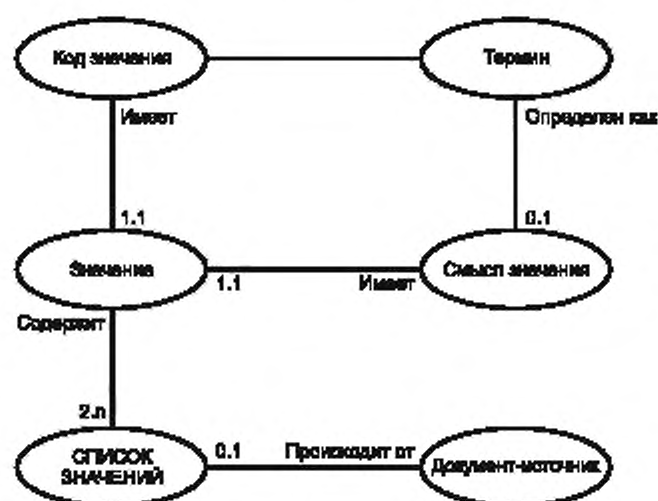 Код значения
Термин
Имеет
Определен как
1.1
0.1
Значение
Смысл значения
1.1
Имеет
Содержит
2.n
СПИСОК
ЗНАЧЕНИЙ
0.1
Происходит от
Документ-источник